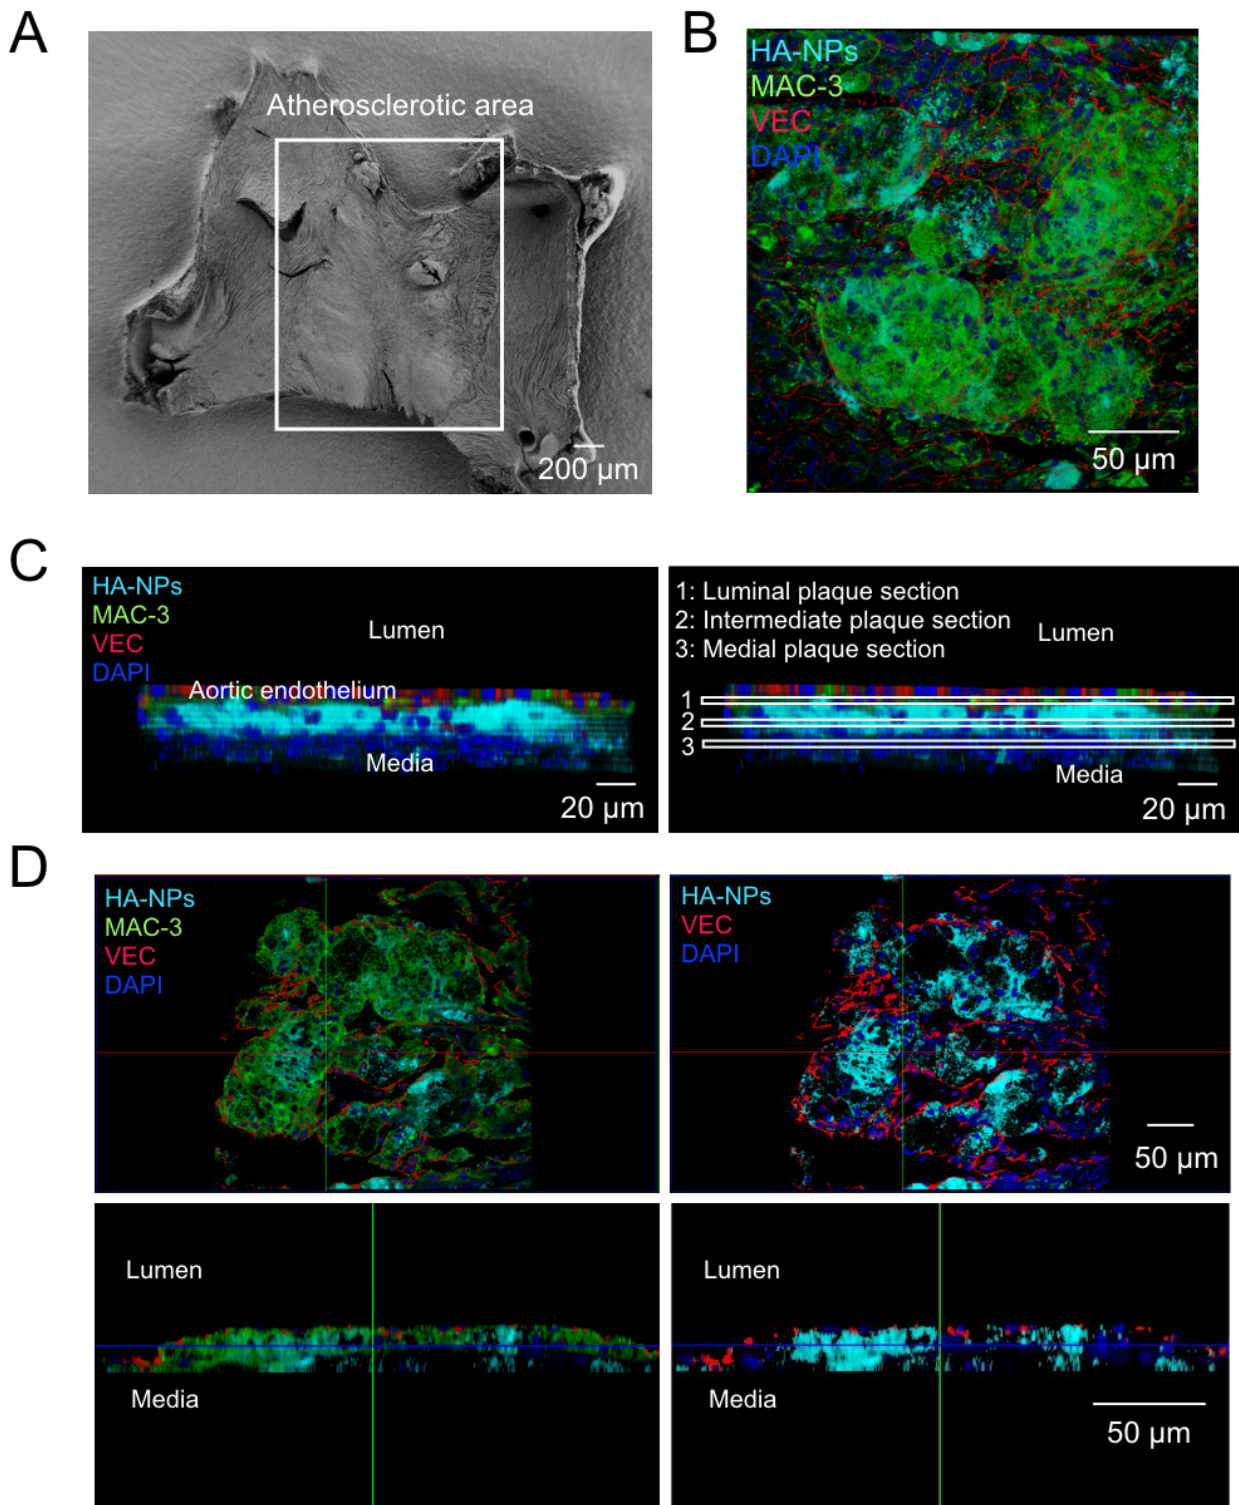 A
Atherosclerotic area
200 µm
B
HA-NPs
MAC-3
VEC
DAPI
50 µm
C
HA-NPs
MAC-3
VEC
DAPI
Lumen
Aortic endothelium
Media
20 µm
1: Luminal plaque section
2: Intermediate plaque section
3: Medial plaque section
Lumen
1
2
3
Media
20 µm
D
HA-NPs
MAC-3
VEC
DAPI
HA-NPs
VEC
DAPI
50 µm
Lumen
Media
Lumen
Media
50 µm